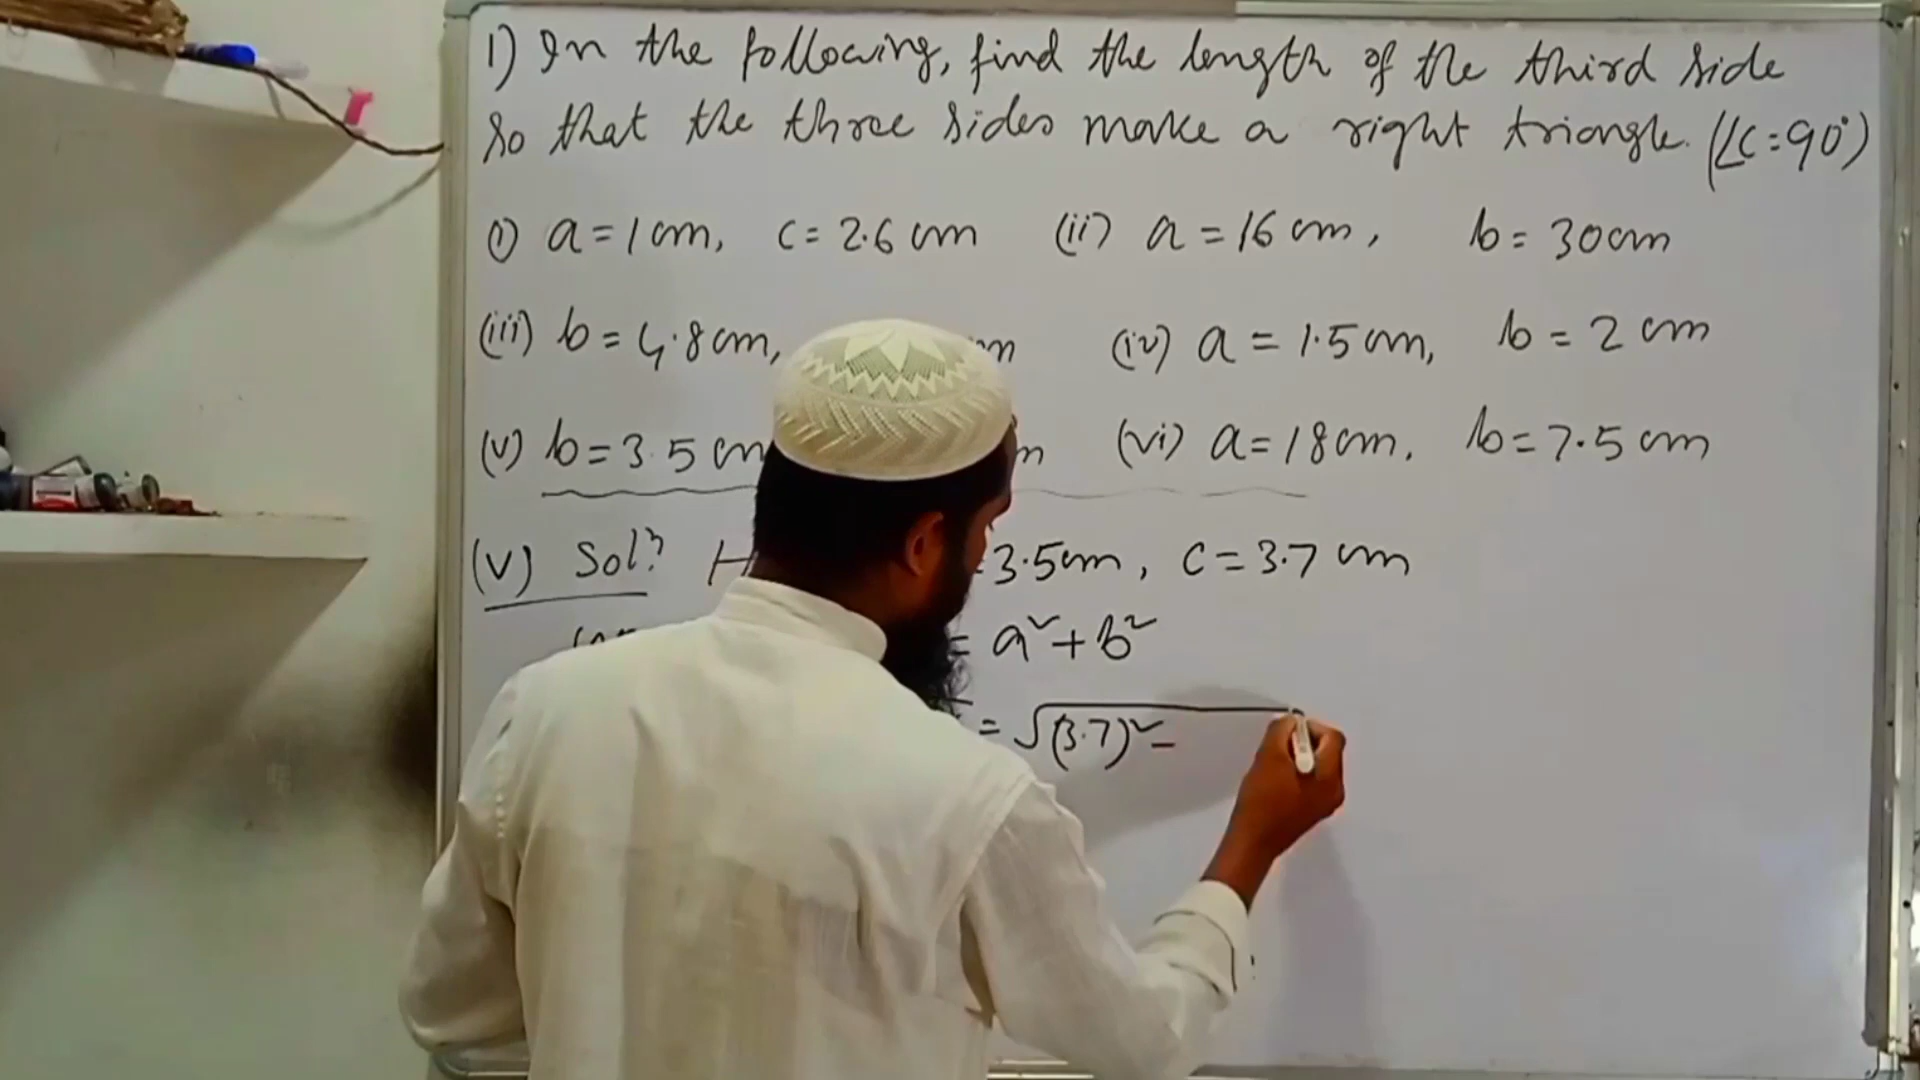 1) In the following, find the length of the third side
so that the three sides make a right triangle. (∠C=90°)
(i) a=1cm, c=2.6 cm (ii) a=16 cm, b=30cm
(iii) b=4.8cm, (iv) a=1.5cm, b=2 cm
(v) b=3.5 cm (vi) a=18cm, b=7.5 cm
(V) Solⁿ: 3.5cm, c=3.7 cm
= a²+b²
= √(3.7)²-